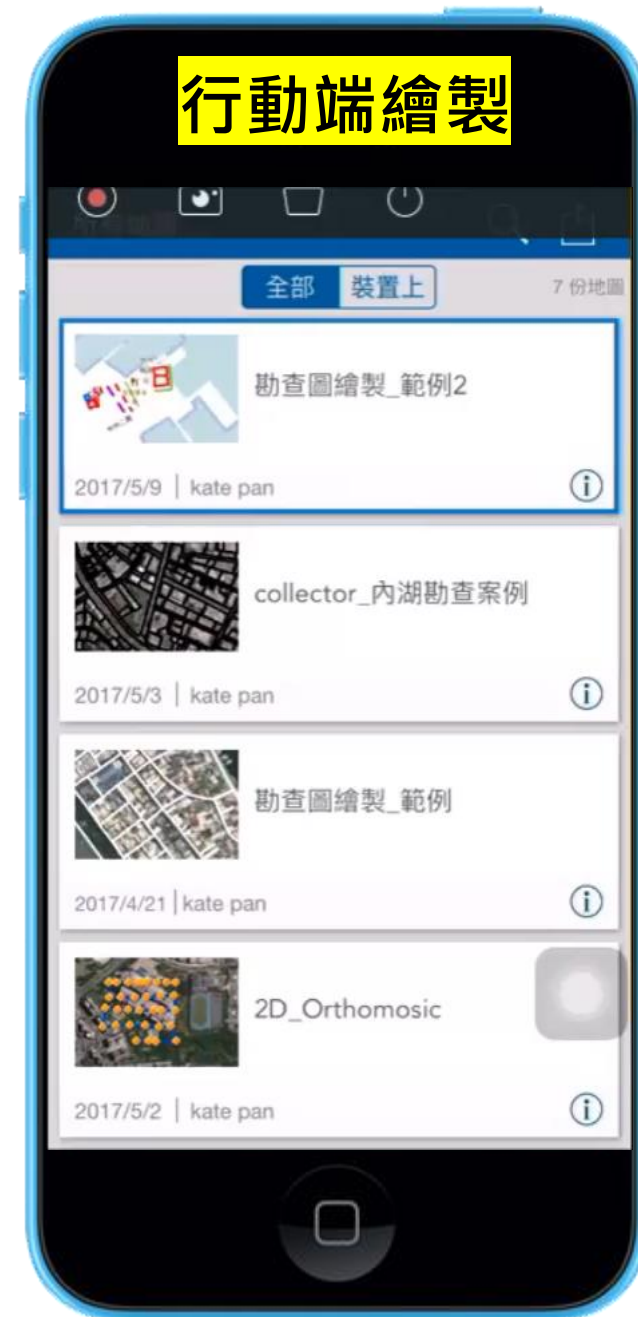 行動端繪製
全部 裝置上 7 份地圖
勘查圖繪製_範例2
2017/5/9 | kate pan
collector_內湖勘查案例
2017/5/3 | kate pan
勘查圖繪製_範例
2017/4/21 | kate pan
2D_Orthomosic
2017/5/2 | kate pan